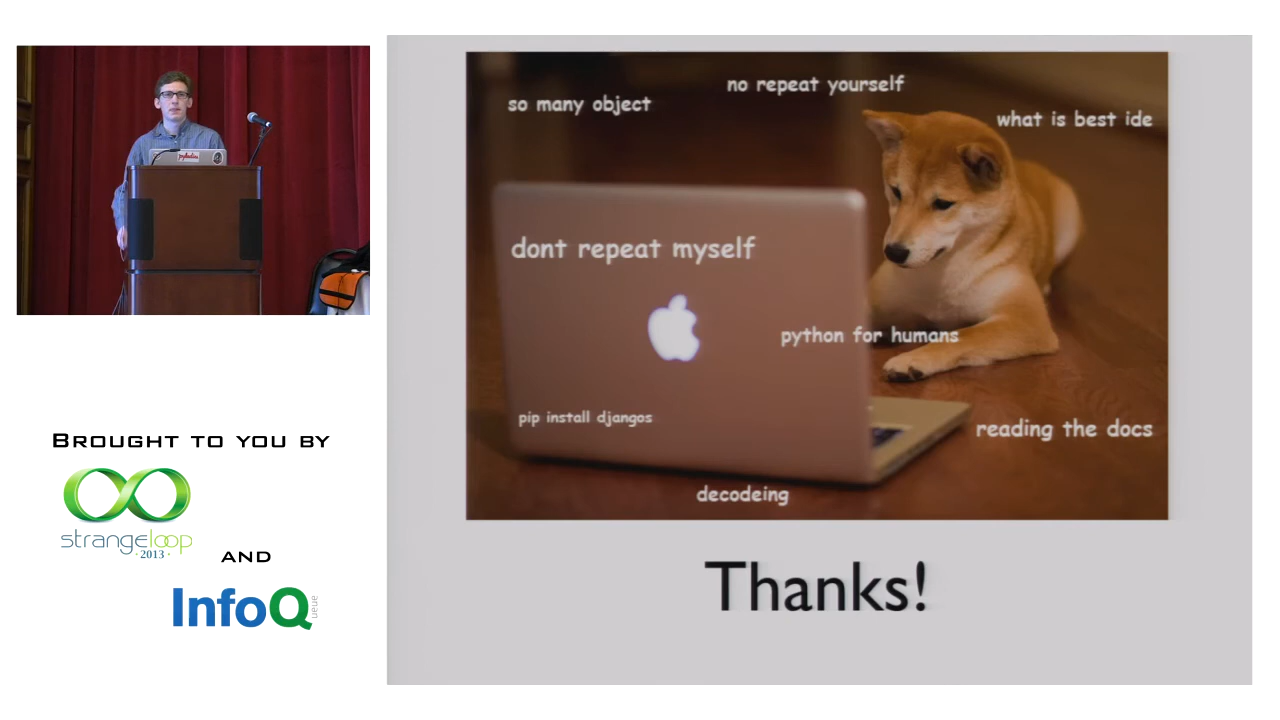 so many object
no repeat yourself
what is best ide
dont repeat myself
python for humans
pip install djangos
reading the docs
decodeing
Thanks!
BROUGHT TO YOU BY
strangeloop
· 2013 ·
AND
InfoQ